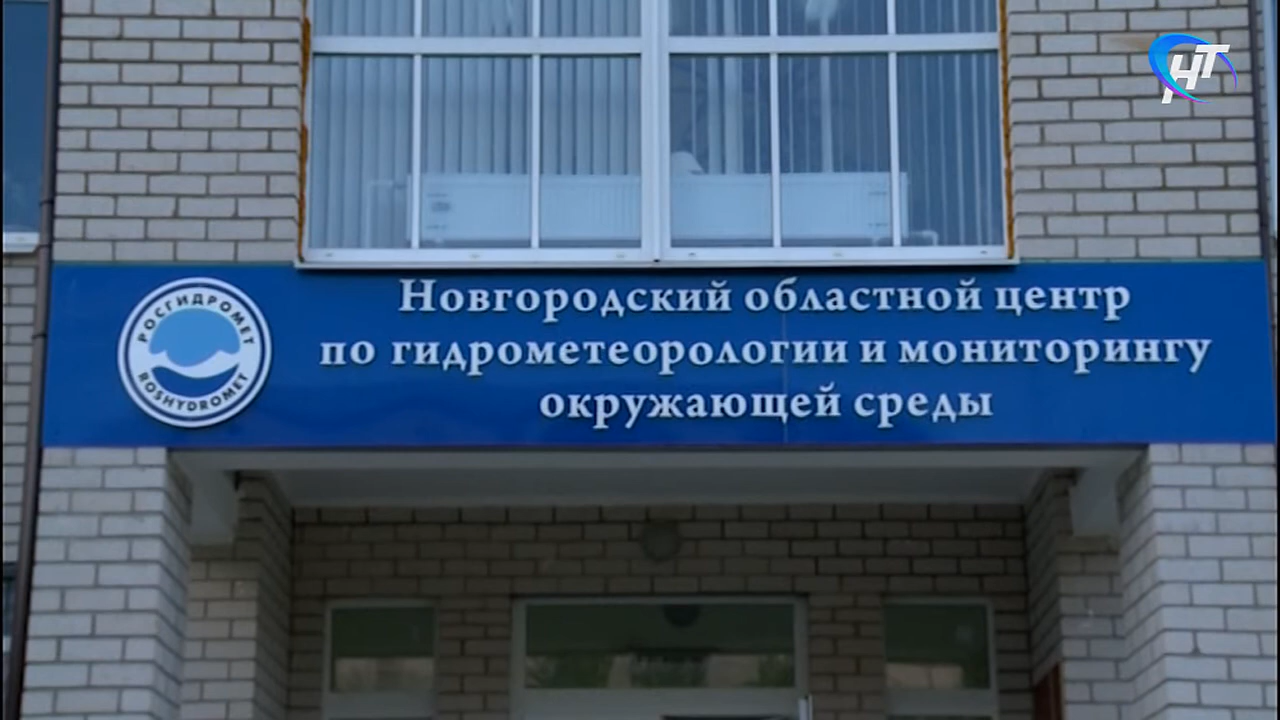 НТ
Новгородский областной центр
по гидрометеорологии и мониторингу
окружающей среды
РОСГИДРОМЕТ
ROSHYDROMET